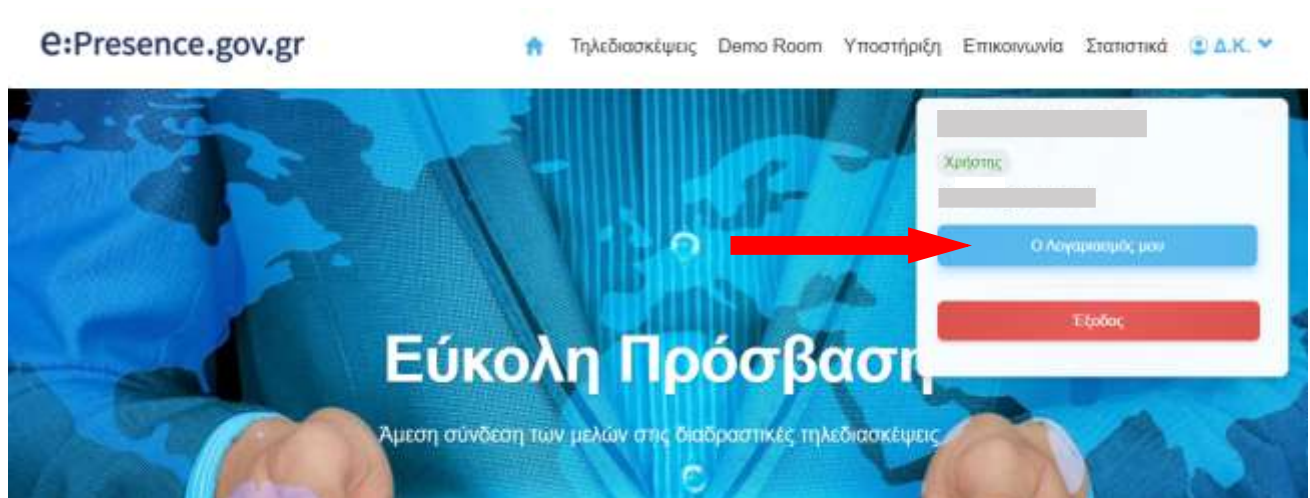 e:Presence.gov.gr
Τηλεδιασκέψεις Demo Room Υποστήριξη Επικοινωνία Στατιστικά Δ.Κ.
Χρήστης
Ο Λογαριασμός μου
Έξοδος
Εύκολη Πρόσβαση
Άμεση σύνδεση των μελών στις διαδραστικές τηλεδιασκέψεις